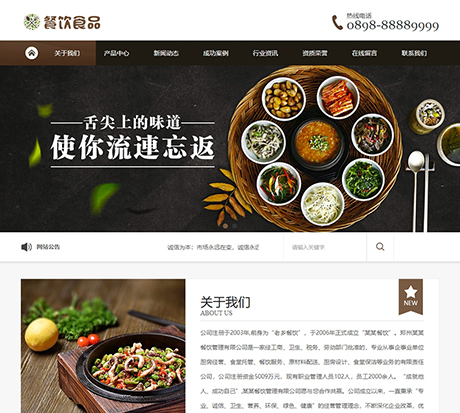 餐饮食品
热线电话
0898-88889999
关于我们 产品中心 新闻动态 成功案例 行业资讯 资质荣誉 在线留言 联系我们
舌尖上的味道
使你流連忘返
网站公告 诚信为本：市场永远在变，诚信永远 请输入关键字
关于我们
ABOUT US
NEW
公司注册于2003年,前身为“老乡餐饮”，于2006年正式成立“某某餐饮”。郑州某某
餐饮管理有限公司是一家经工商、卫生、税务、劳动部门批准的，专业从事企事业单位
厨房经营、食堂托管、餐饮服务、原材料配送、厨房设计、食堂保洁等业务的有限责任
公司，公司注册资金5009万元，现有职业管理人员102人，员工2000余人。“成就他
人、成功自己”,某某餐饮管理有限公司愿与您合作共赢。公司成立以来，一直秉承“专
业、诚信、卫生、营养、环保、绿色、健康”的经营管理理念，不断深化企业改革，优